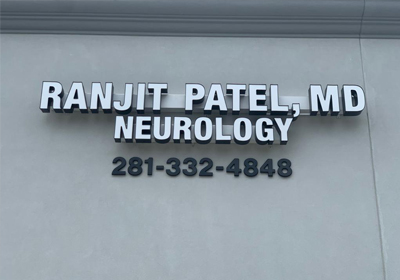 RANJIT PATEL, MD
NEUROLOGY
281-332-4848